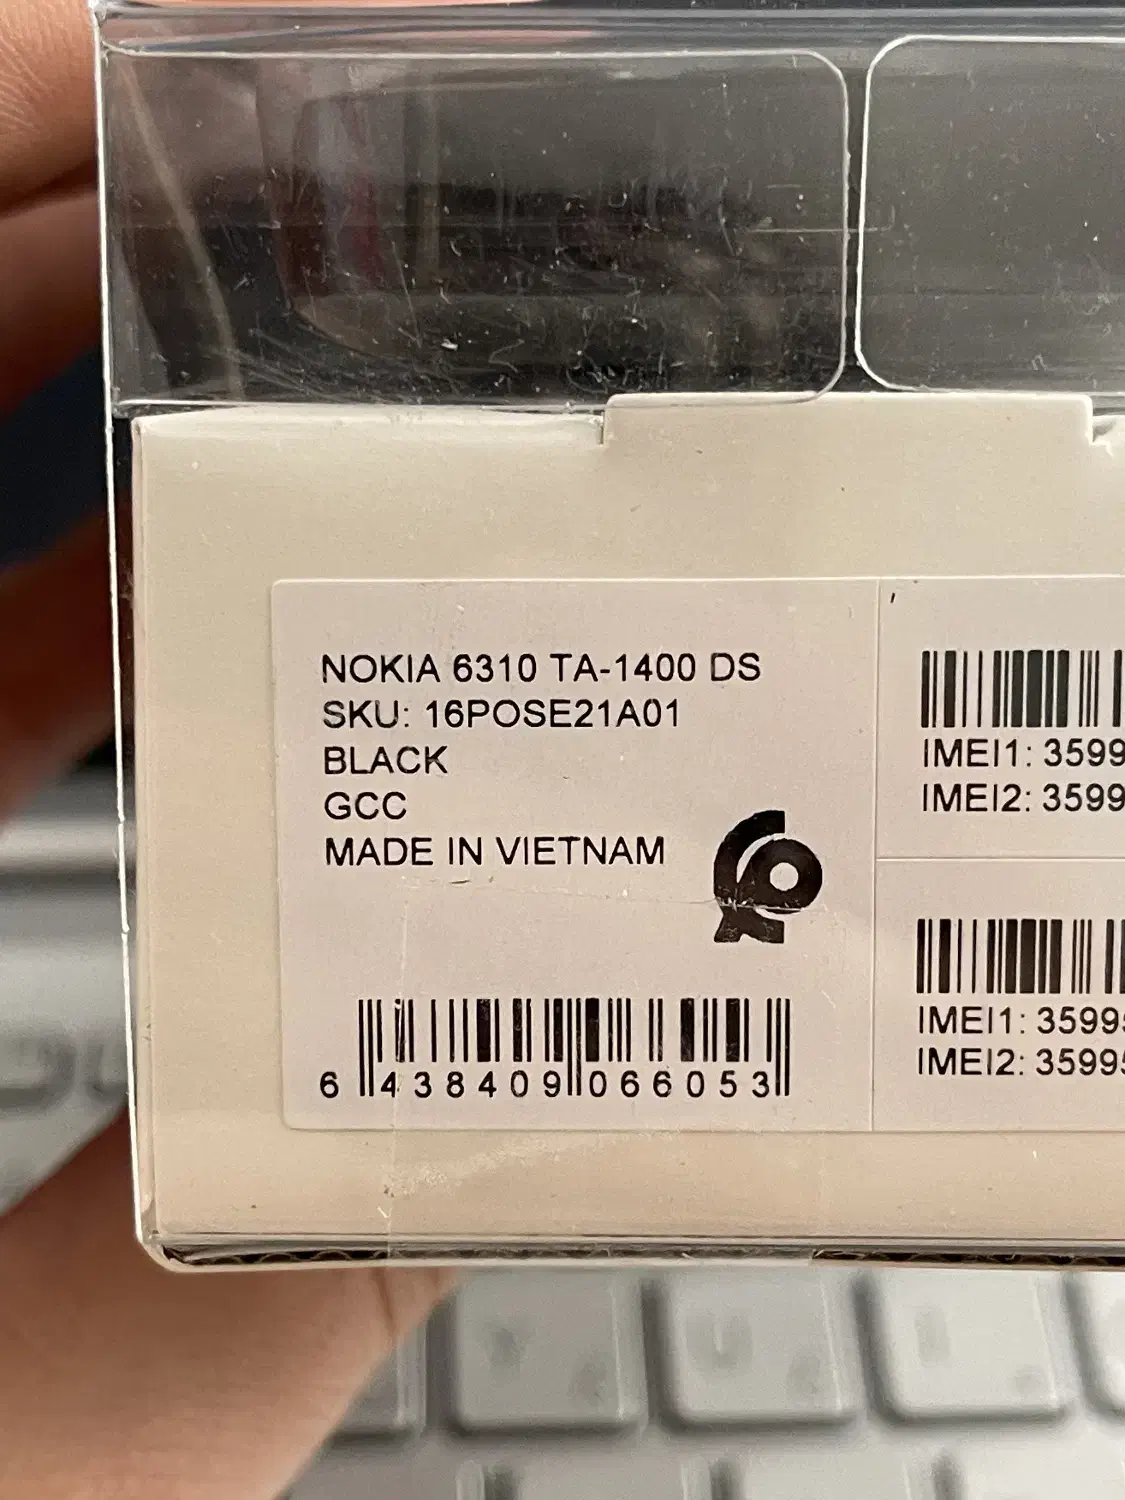 NOKIA 6310 TA-1400 DS
SKU: 16POSE21A01
BLACK
GCC
MADE IN VIETNAM
6 438409 066053
IMEI1: 3599
IMEI2: 3599
IMEI1: 3599
IMEI2: 3599
Y
U